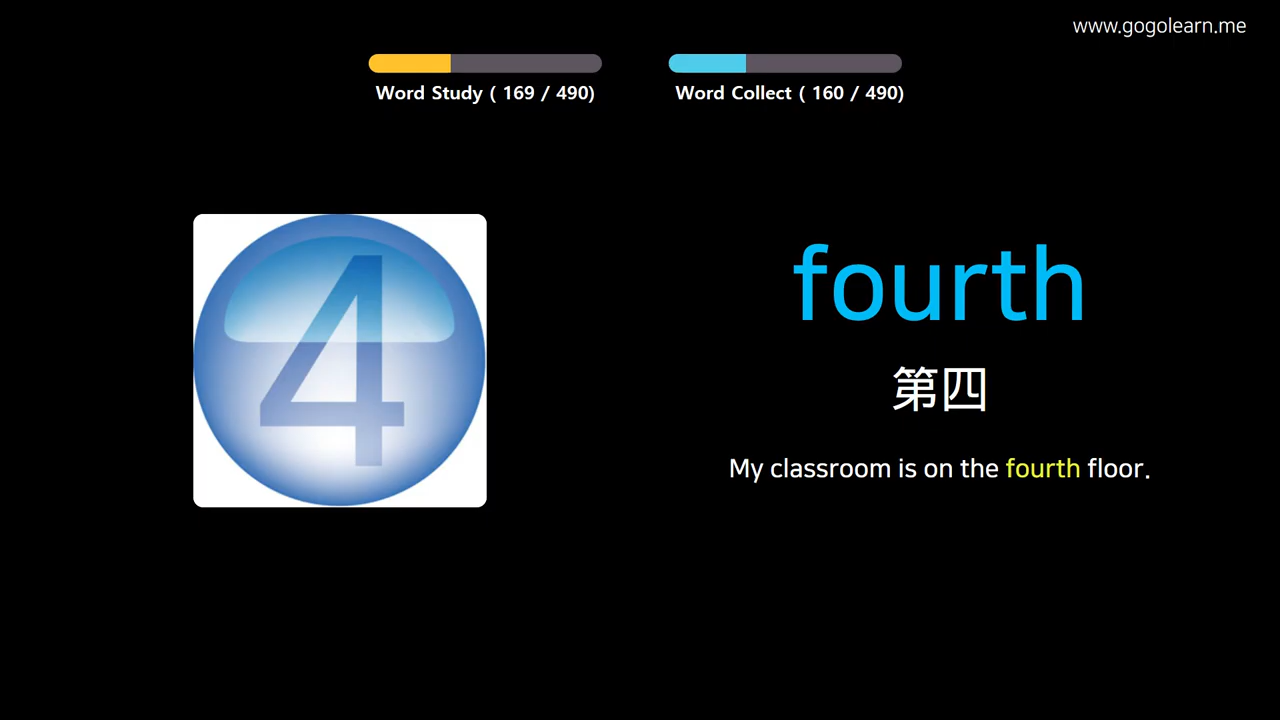 www.gogolearn.me
Word Study ( 169 / 490)
Word Collect ( 160 / 490)
4
fourth
第四
My classroom is on the fourth floor.